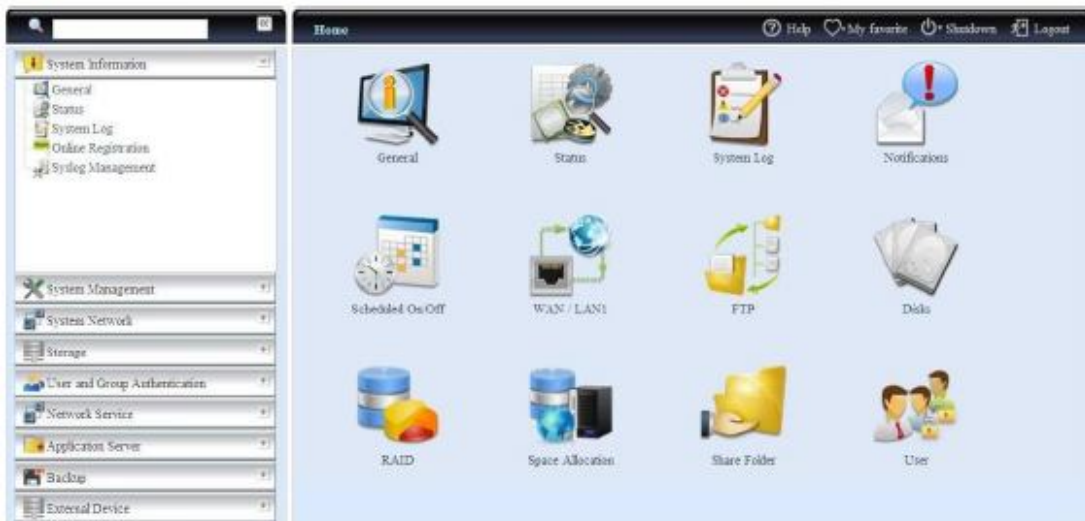 Home
Help
My favorite
Shutdown
Logout
System Information
General
Status
System Log
Online Registration
Syslog Management
System Management
System Network
Storage
User and Group Authentication
Network Service
Application Server
Backup
External Device
General
Status
System Log
Notifications
Scheduled On/Off
WAN / LAN1
FTP
Disks
RAID
Space Allocation
Share Folder
User